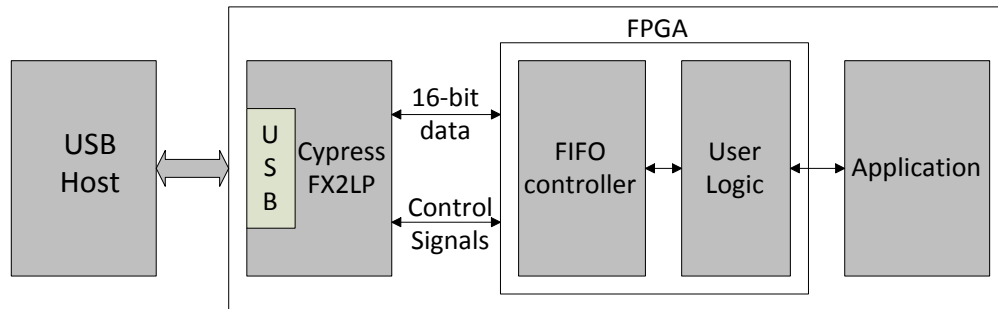 FPGA
USB
Host
U
S
B
Cypress
FX2LP
16-bit
data
Control
Signals
FIFO
controller
User
Logic
Application